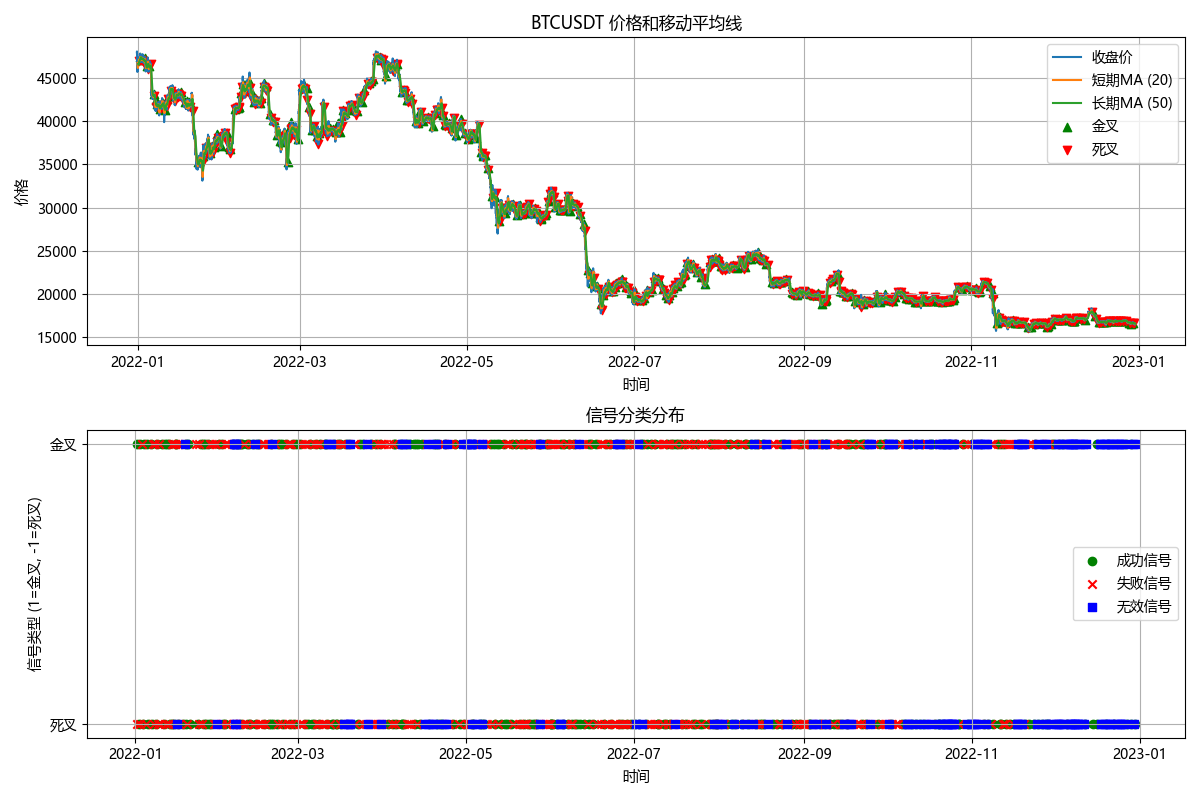 BTCUSDT 价格和移动平均线
45000
40000
35000
30000
25000
20000
15000
价格
收盘价
短期MA (20)
长期MA (50)
金叉
死叉
2022-01
2022-03
2022-05
2022-07
2022-09
2022-11
2023-01
时间
信号分类分布
金叉
死叉
信号类型 (1=金叉, -1=死叉)
成功信号
失败信号
无效信号
2022-01
2022-03
2022-05
2022-07
2022-09
2022-11
2023-01
时间